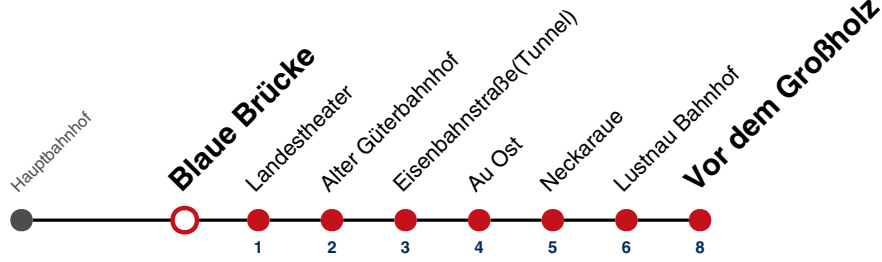 Hauptbahnhof
Blaue Brücke
Landestheater
Alter Güterbahnhof
Eisenbahnstraße(Tunnel)
Au Ost
Neckaraue
Lustnau Bahnhof
Vor dem Großholz
1 2 3 4 5 6 8